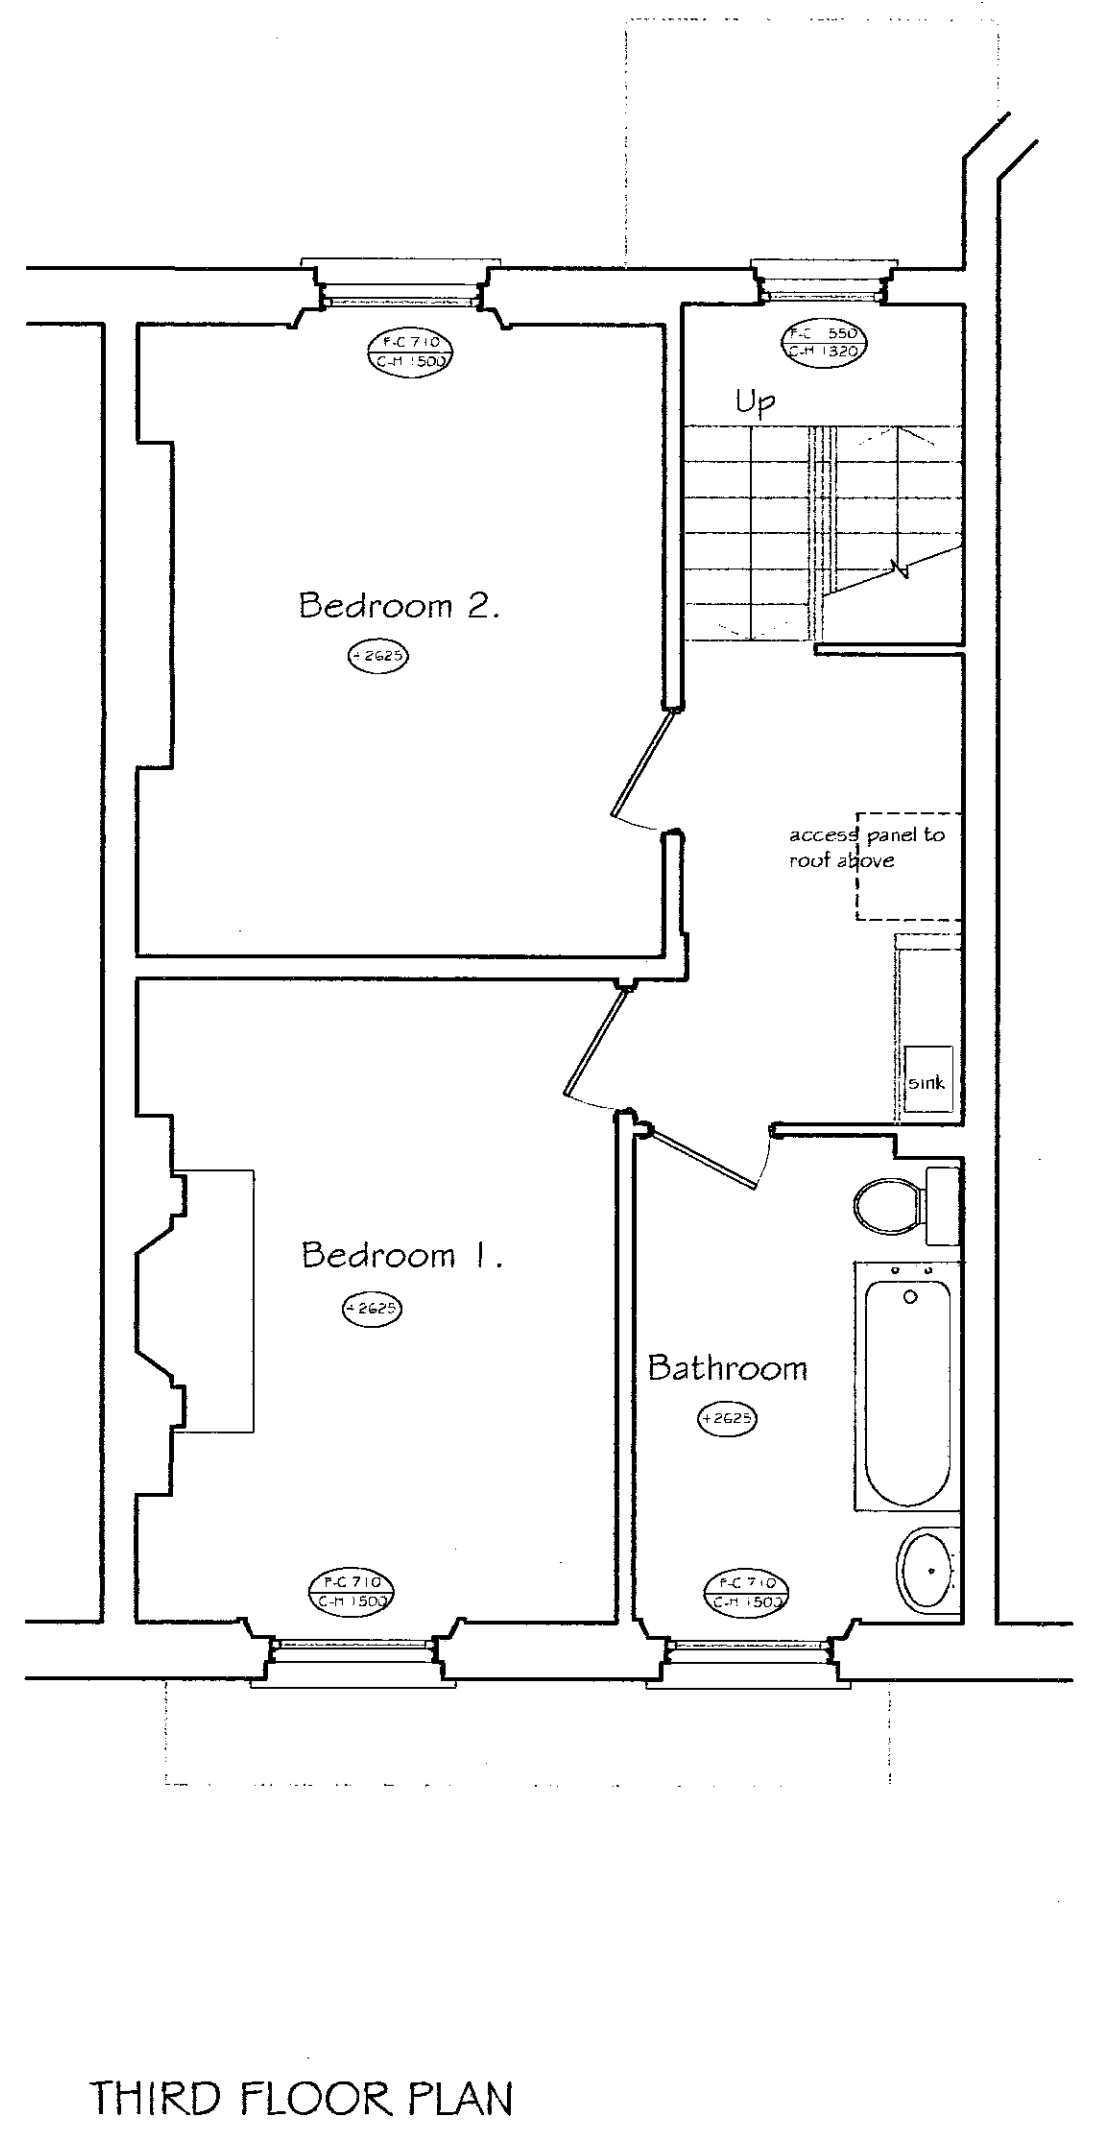 F-C 710
C-H 1500
F-C 550
C-H 1320
Up
Bedroom 2.
+2625
access panel to
roof above
sink
Bedroom 1.
+2625
Bathroom
+2625
F-C 710
C-H 1500
F-C 710
C-H 1500
THIRD FLOOR PLAN